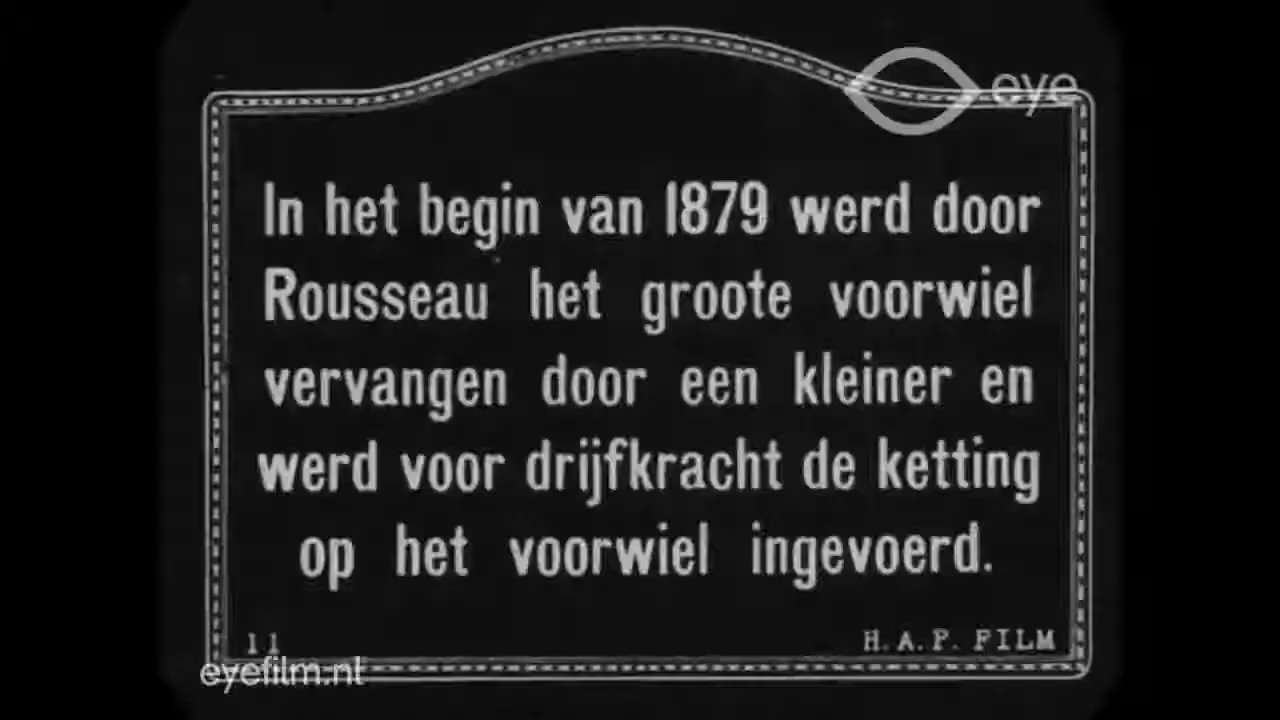 eye
In het begin van 1879 werd door
Rousseau het groote voorwiel
vervangen door een kleiner en
werd voor drijfkracht de ketting
op het voorwiel ingevoerd.
11
H.A.F. FILM
eyefilm.nl